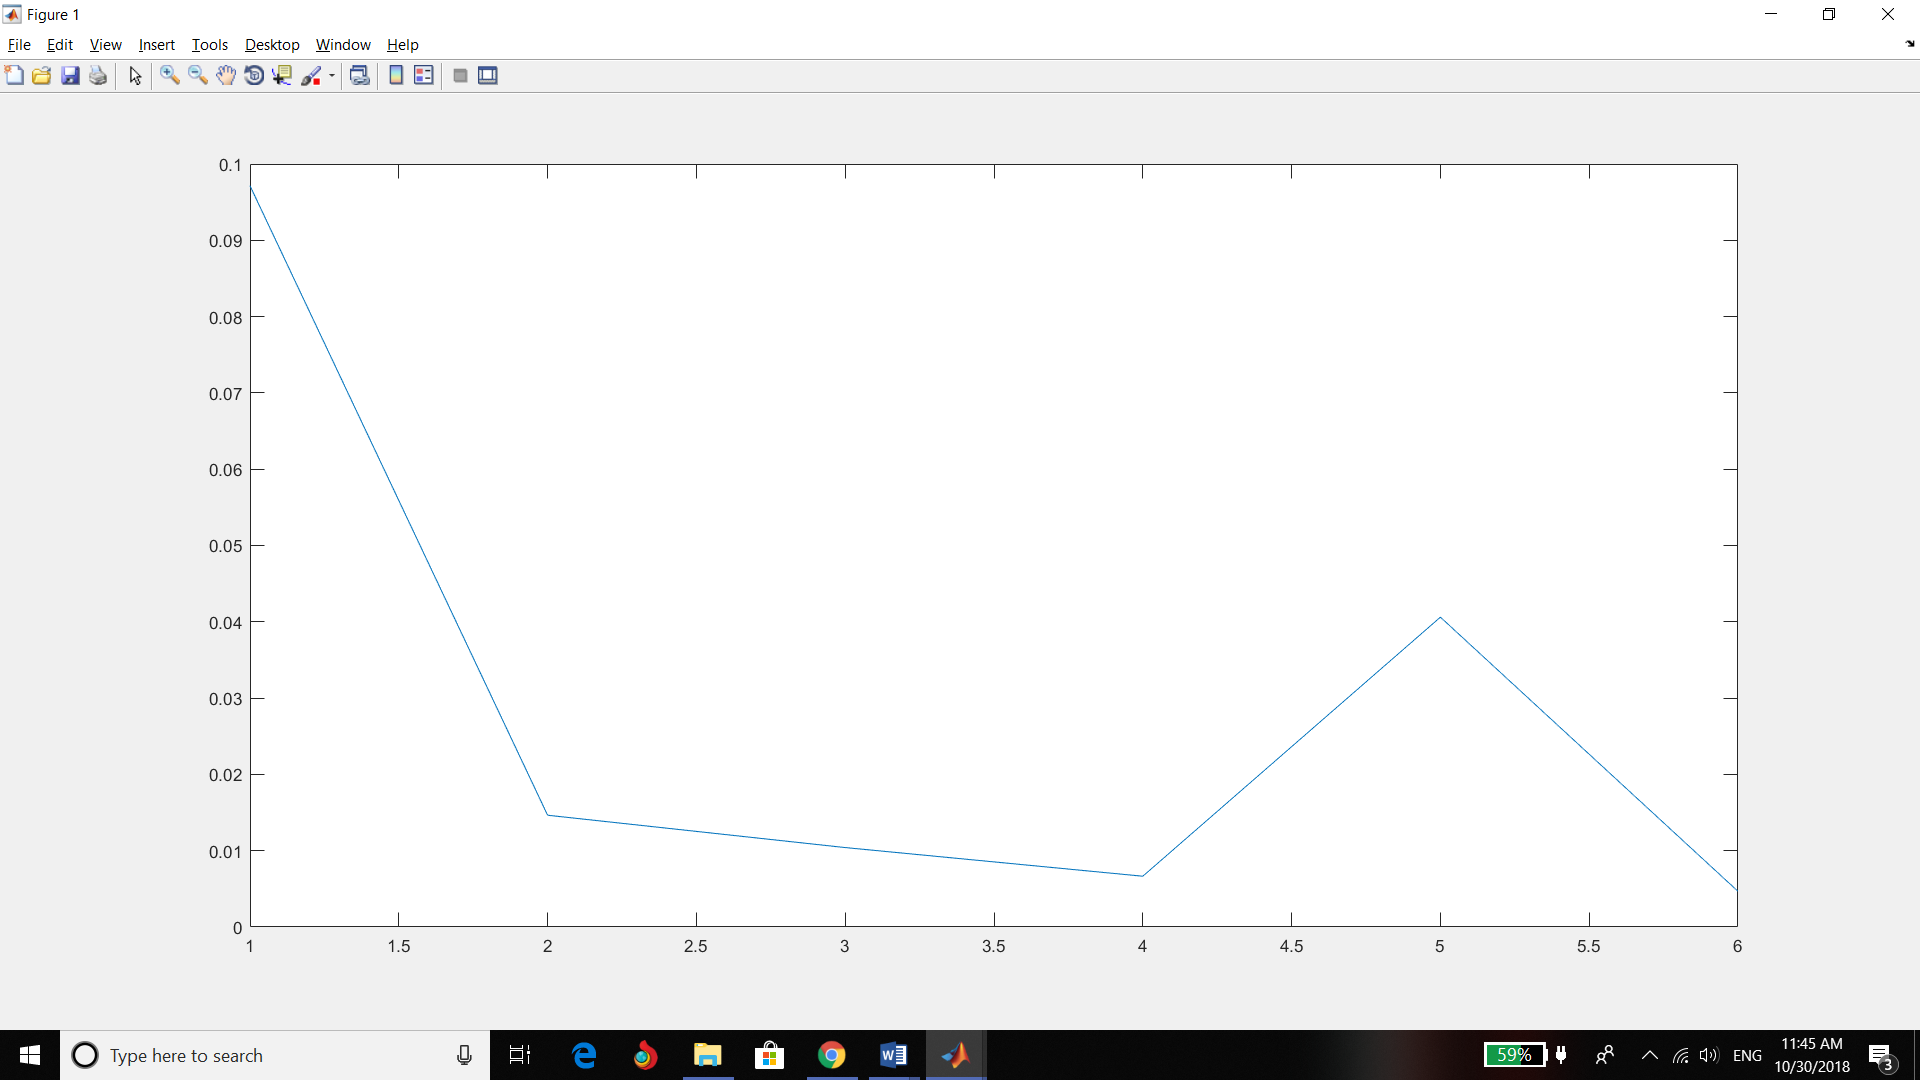 Figure 1
File Edit View Insert Tools Desktop Window Help
0.1
0.09
0.08
0.07
0.06
0.05
0.04
0.03
0.02
0.01
0
1 1.5 2 2.5 3 3.5 4 4.5 5 5.5 6
Type here to search
59%
ENG
11:45 AM
10/30/2018
3